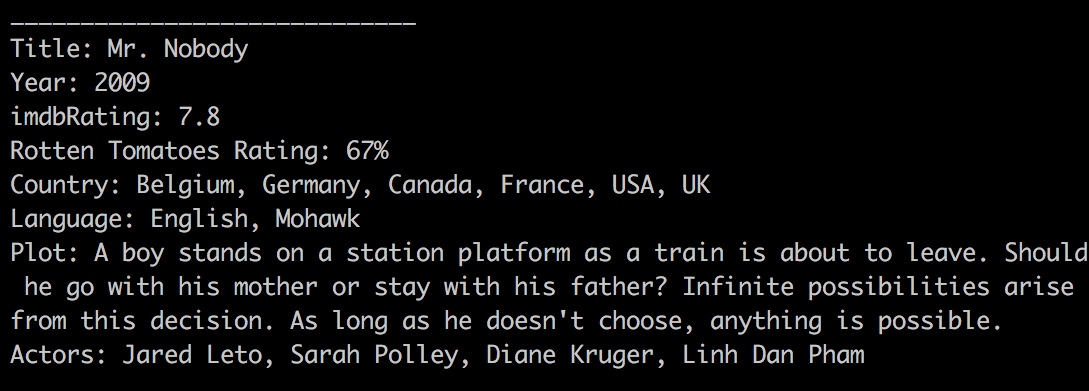 _____________________________
Title: Mr. Nobody
Year: 2009
imdbRating: 7.8
Rotten Tomatoes Rating: 67%
Country: Belgium, Germany, Canada, France, USA, UK
Language: English, Mohawk
Plot: A boy stands on a station platform as a train is about to leave. Should
he go with his mother or stay with his father? Infinite possibilities arise
from this decision. As long as he doesn't choose, anything is possible.
Actors: Jared Leto, Sarah Polley, Diane Kruger, Linh Dan Pham